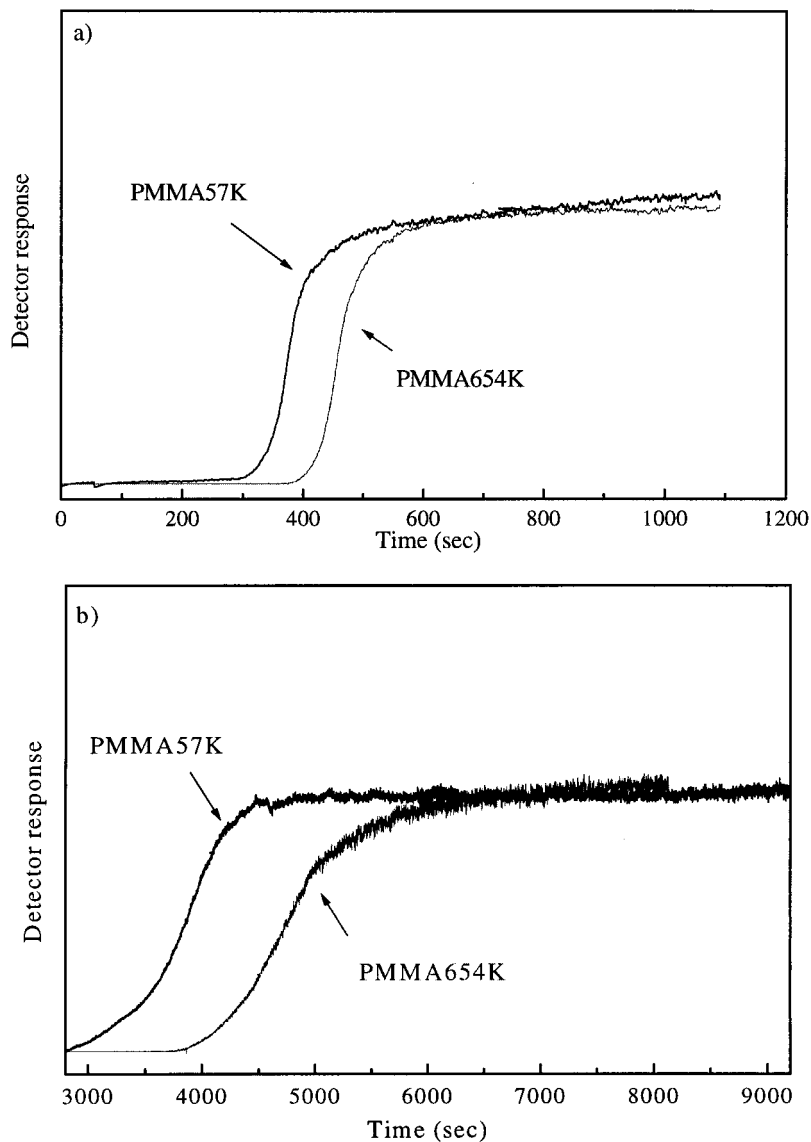 a)
Detector response
PMMA57K
PMMA654K
0 200 400 600 800 1000 1200
Time (sec)
b)
Detector response
PMMA57K
PMMA654K
3000 4000 5000 6000 7000 8000 9000
Time (sec)